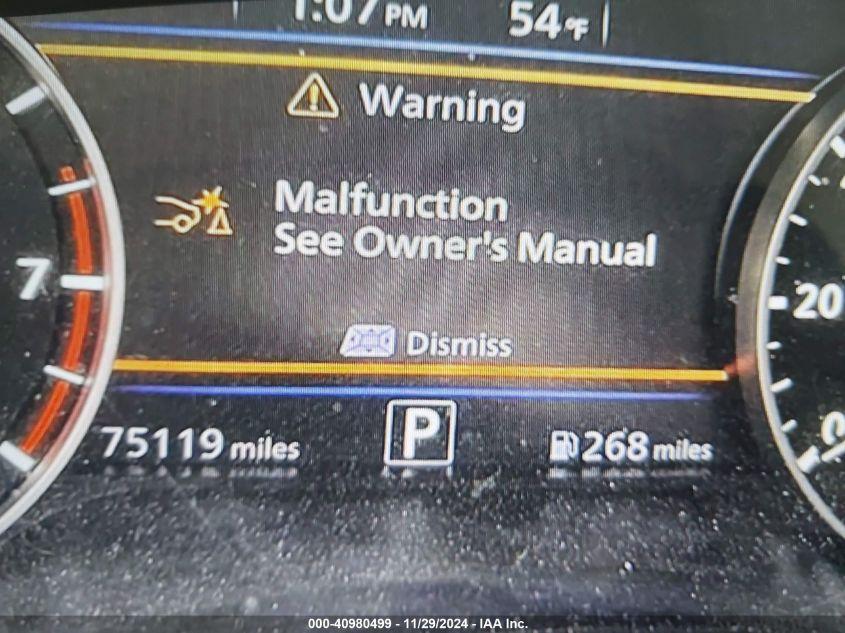 1:07 PM 54°F
Warning
Malfunction
See Owner's Manual
Dismiss
7
20
75119 miles P 268 miles
000-40980499 - 11/29/2024 - IAA Inc.